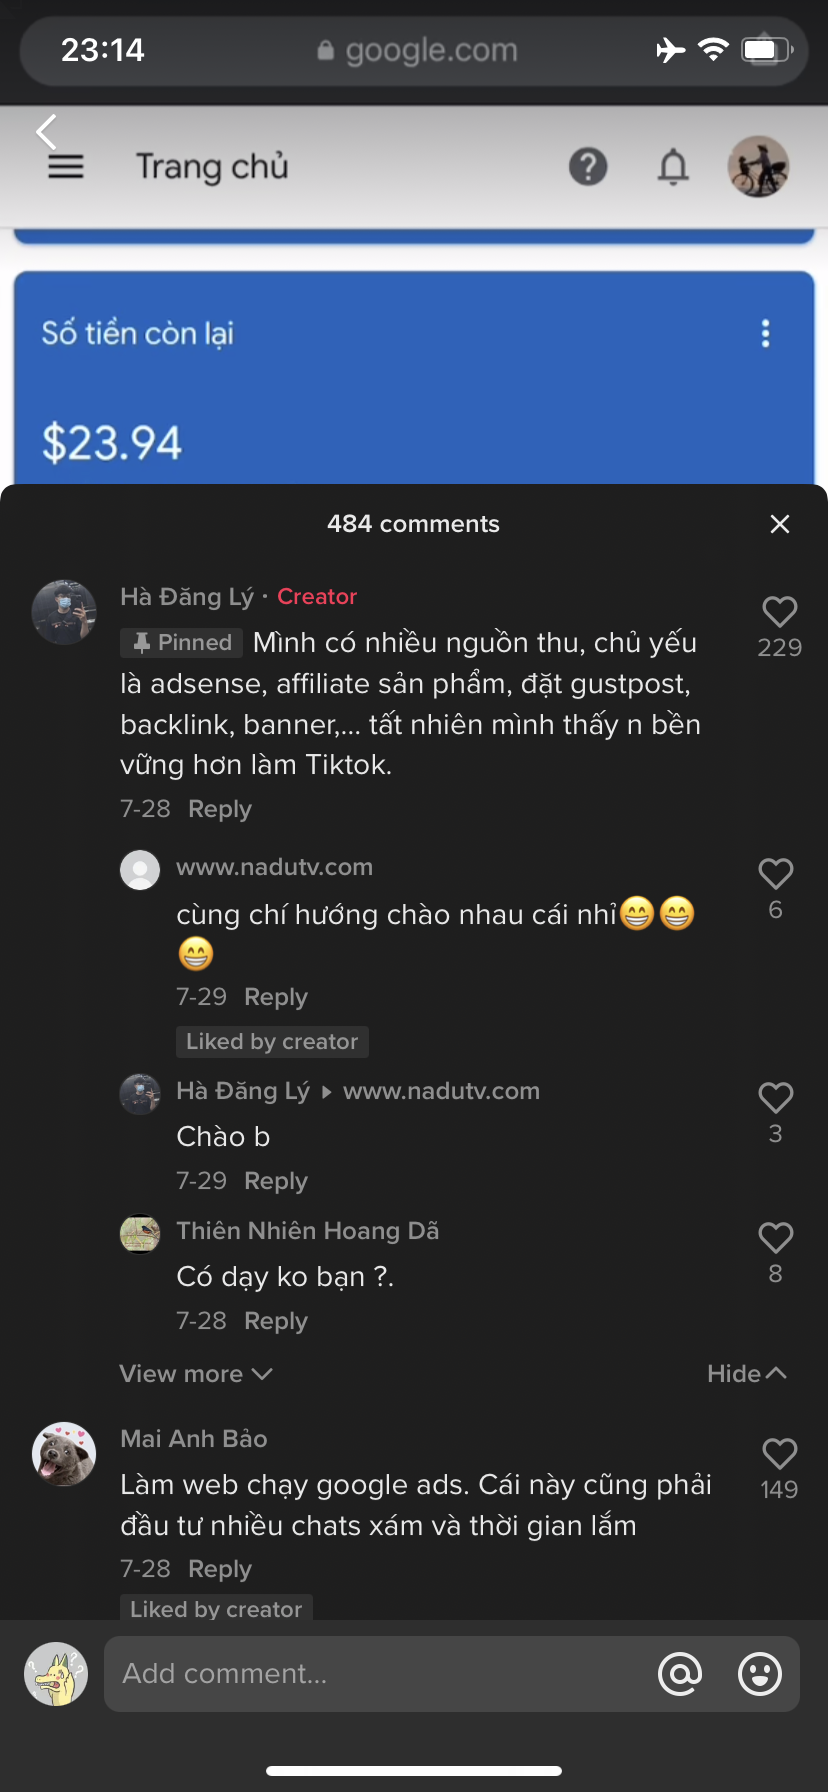 23:14
google.com
Trang chủ
Số tiền còn lại
$23.94
484 comments
Hà Đăng Lý · Creator
Pinned Mình có nhiều nguồn thu, chủ yếu
là adsense, affiliate sản phẩm, đặt gustpost,
backlink, banner,... tất nhiên mình thấy n bền
vững hơn làm Tiktok.
229
7-28 Reply
www.nadutv.com
cùng chí hướng chào nhau cái nhỉ😁😁
😁
6
7-29 Reply
Liked by creator
Hà Đăng Lý ▸ www.nadutv.com
Chào b
3
7-29 Reply
Thiên Nhiên Hoang Dã
Có dạy ko bạn ?.
8
7-28 Reply
View more
Hide
Mai Anh Bảo
Làm web chạy google ads. Cái này cũng phải
đầu tư nhiều chats xám và thời gian lắm
149
7-28 Reply
Liked by creator
Add comment...